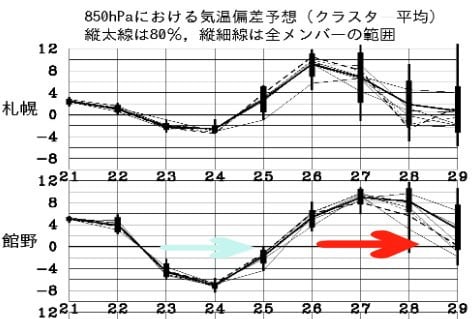 850hPaにおける気温偏差予想（クラスター平均）
縦太線は80%，縦細線は全メンバーの範囲
札幌
12
8
4
0
-4
-8
21 22 23 24 25 26 27 28 29
館野
12
8
4
0
-4
-8
-12
21 22 23 24 25 26 27 28 29